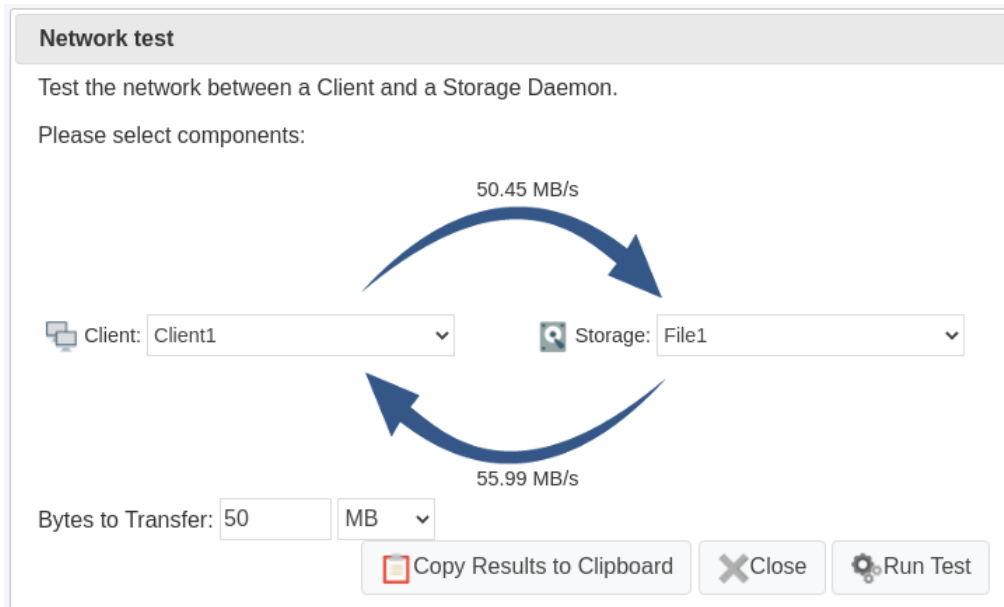 Network test
Test the network between a Client and a Storage Daemon.
Please select components:
50.45 MB/s
Client: Client1 Storage: File1
55.99 MB/s
Bytes to Transfer: 50 MB
Copy Results to Clipboard Close Run Test